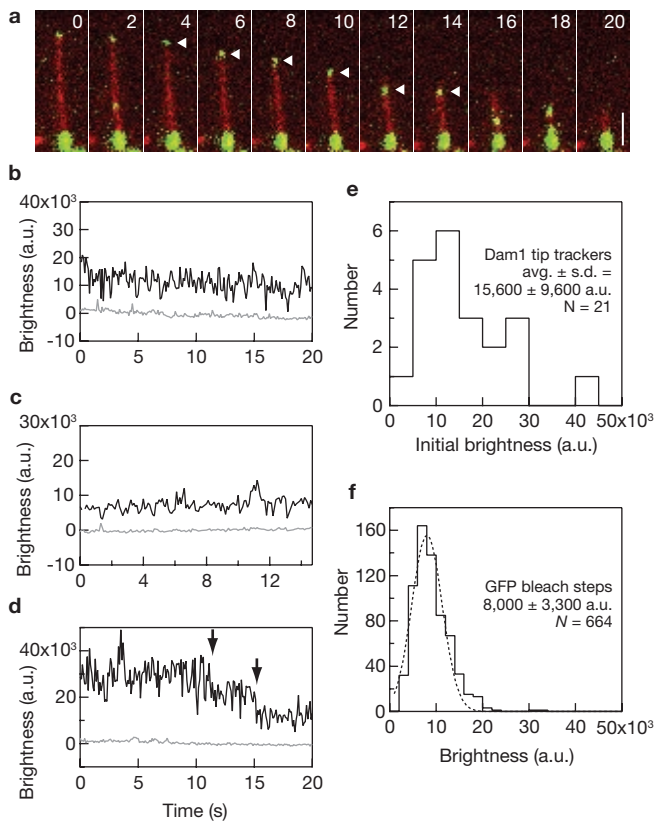 a
0 2 4 6 8 10 12 14 16 18 20
b
40x10³
30
20
10
0
-10
Brightness (a.u.)
0 5 10 15 20
c
30x10³
20
10
0
-10
Brightness (a.u.)
0 4 8 12
d
40x10³
20
0
Brightness (a.u.)
0 5 10 15 20
Time (s)
e
6
4
2
0
Number
Dam1 tip trackers
avg. ± s.d. =
15,600 ± 9,600 a.u.
N = 21
0 10 20 30 40 50x10³
Initial brightness (a.u.)
f
160
120
80
40
0
Number
GFP bleach steps
8,000 ± 3,300 a.u.
N = 664
0 10 20 30 40 50x10³
Brightness (a.u.)